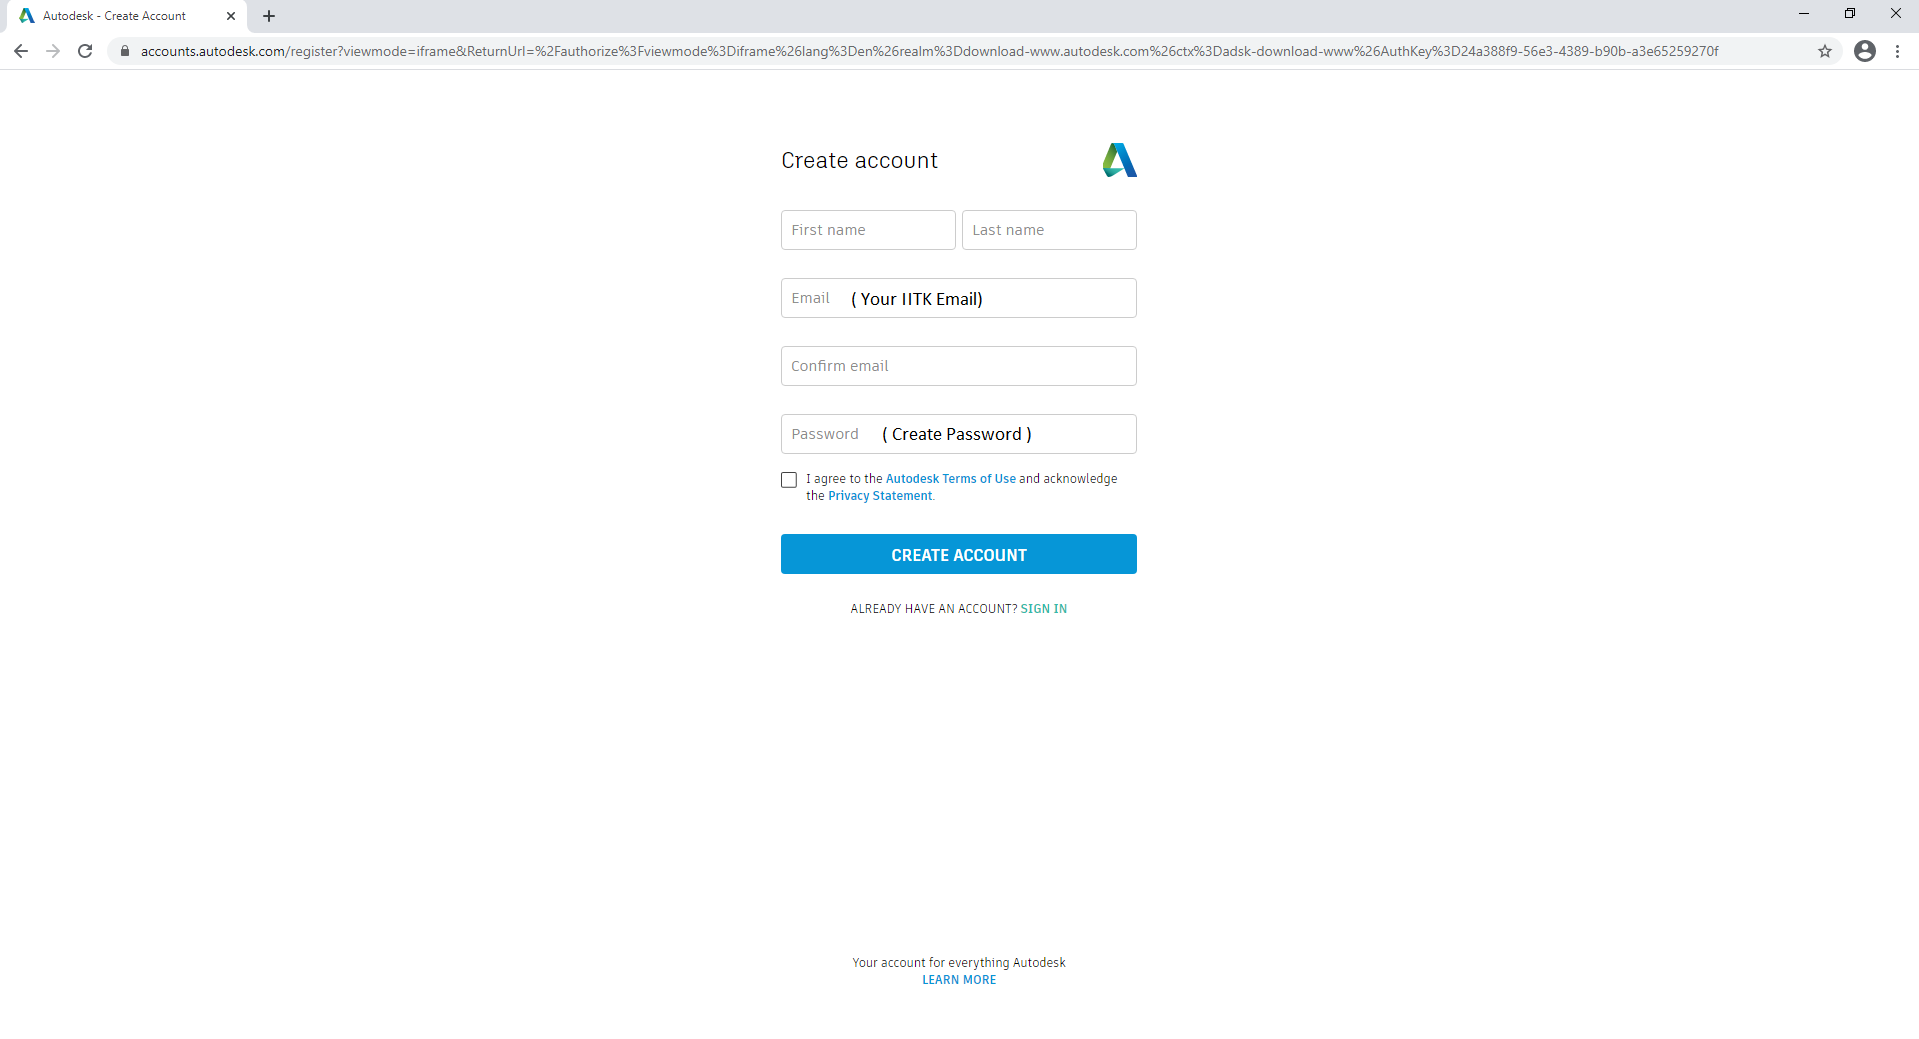 Autodesk - Create Account
accounts.autodesk.com/register?viewmode=iframe&ReturnUrl=%2Fauthorize%3Fviewmode%3Diframe%26lang%3Den%26realm%3Ddownload-www.autodesk.com%26ctx%3Dadsk-download-www%26AuthKey%3D24a388f9-56e3-4389-b90b-a3e65259270f
Create account
First name Last name
Email ( Your IITK Email)
Confirm email
Password ( Create Password )
I agree to the Autodesk Terms of Use and acknowledge
the Privacy Statement.
CREATE ACCOUNT
ALREADY HAVE AN ACCOUNT? SIGN IN
Your account for everything Autodesk
LEARN MORE